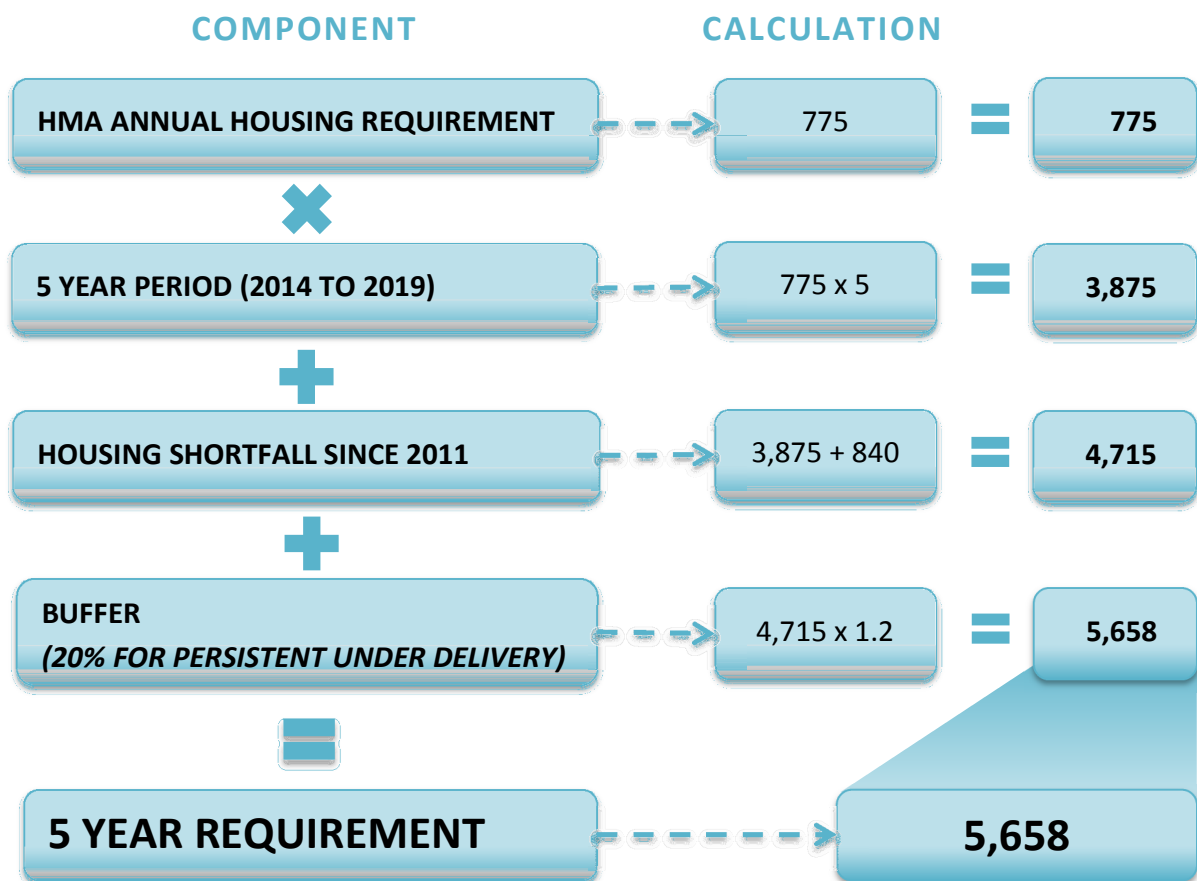 COMPONENT CALCULATION
HMA ANNUAL HOUSING REQUIREMENT 775 = 775
×
5 YEAR PERIOD (2014 TO 2019) 775 x 5 = 3,875
+
HOUSING SHORTFALL SINCE 2011 3,875 + 840 = 4,715
+
BUFFER
(20% FOR PERSISTENT UNDER DELIVERY) 4,715 x 1.2 = 5,658
=
5 YEAR REQUIREMENT 5,658